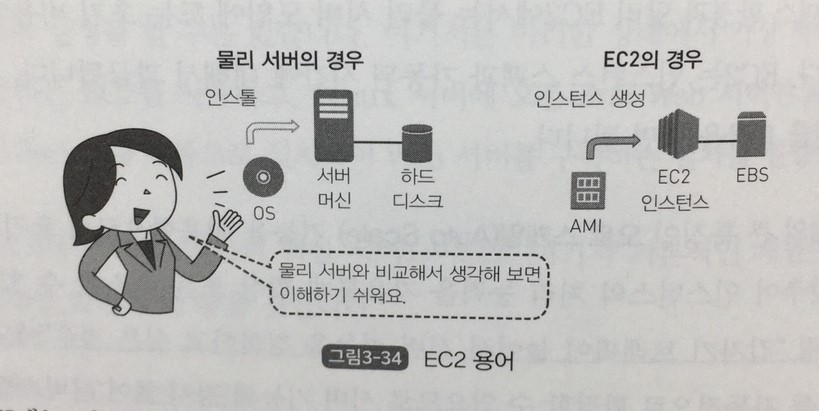 물리 서버의 경우
인스톨
OS
서버
머신
하드
디스크
EC2의 경우
인스턴스 생성
AMI
EC2
인스턴스
EBS
물리 서버와 비교해서 생각해 보면
이해하기 쉬워요.
그림3-34 EC2 용어